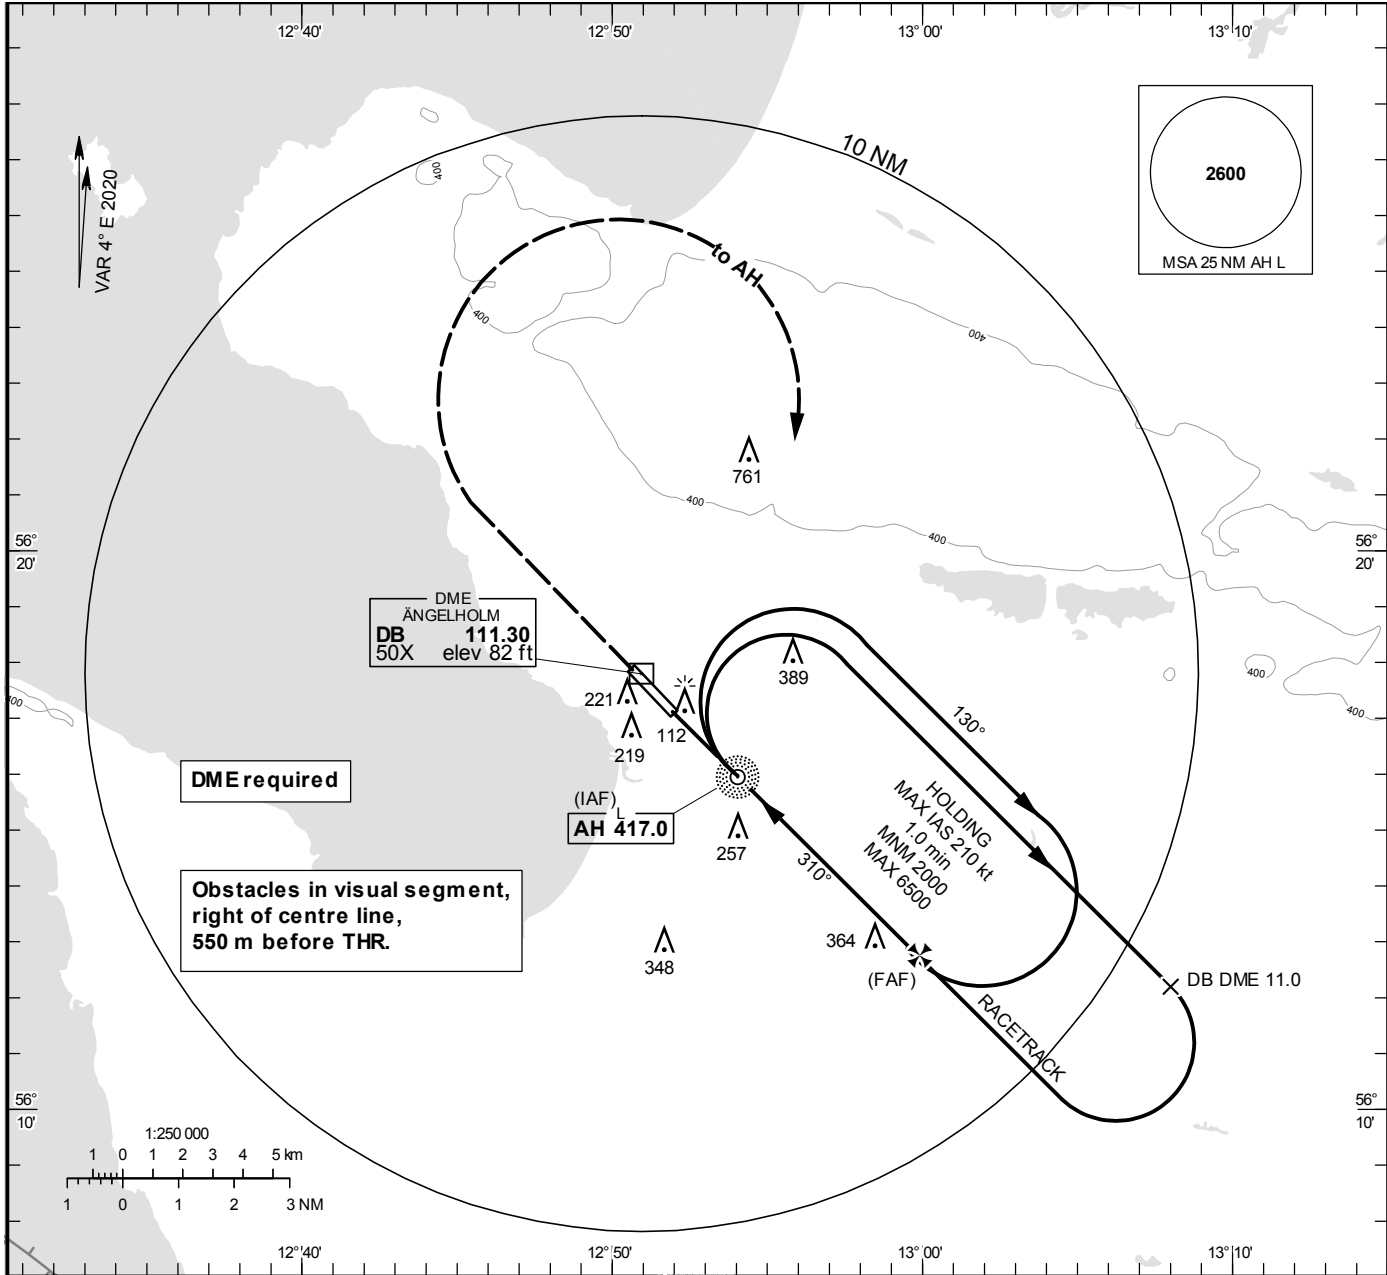 12° 40'
12° 50'
13° 00'
13° 10'
VAR 4° E 2020
10 NM
2600
MSA 25 NM AH L
400
to AH
400
400
761
400
400
56°
20'
56°
20'
DME
ÄNGELHOLM
DB 111.30
50X elev 82 ft
221
219
112
389
130°
400
400
400
DME required
(IAF)
L
AH 417.0
257
310°
HOLDING
MAX IAS 210 kt
1.0 min
MNM 2000
MAX 6500
Obstacles in visual segment,
right of centre line,
550 m before THR.
348
364
(FAF)
DB DME 11.0
RACETRACK
56°
10'
56°
10'
1:250 000
1 0 1 2 3 4 5 km
1 0 1 2 3 NM
12° 40'
12° 50'
13° 00'
13° 10'